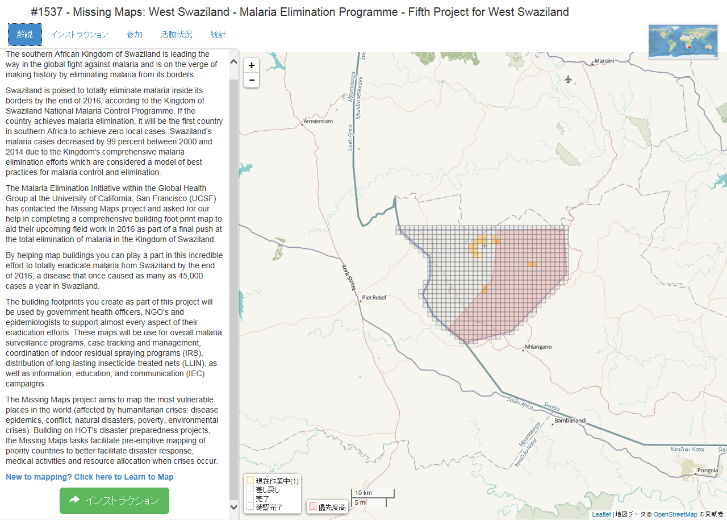 #1537 - Missing Maps: West Swaziland - Malaria Elimination Programme - Fifth Project for West Swaziland
解説 インストラクション 参加 活動状況 統計
The southern African Kingdom of Swaziland is leading the
way in the global fight against malaria and is on the verge of
making history by eliminating malaria from its borders.
Swaziland is poised to totally eliminate malaria inside its
borders by the end of 2016, according to the Kingdom of
Swaziland National Malaria Control Programme. If the
country achieves malaria elimination, it will be the first country
in southern Africa to achieve zero local cases. Swaziland's
malaria cases decreased by 99 percent between 2000 and
2014 due to the Kingdom's comprehensive malaria
elimination efforts which are considered a model of best
practices for malaria control and elimination.
The Malaria Elimination Initiative within the Global Health
Group at the University of California, San Francisco (UCSF)
has contacted the Missing Maps project and asked for our
help in completing a comprehensive building foot print map to
aid their upcoming field work in 2016 as part of a final push at
the total elimination of malaria in the Kingdom of Swaziland.
By helping map buildings you can play a part in this incredible
effort to totally eradicate malaria from Swaziland by the end
of 2016, a disease that once caused as many as 45,000
cases a year in Swaziland.
The building footprints you create as part of this project will
be used by government health officers, NGO's and
epidemiologists to support almost every aspect of their
eradication efforts. These maps will be use for overall malaria
surveillance programs, case tracking and management,
coordination of indoor residual spraying programs (IRS),
distribution of long-lasting insecticide-treated nets (LLIN), as
well as information, education, and communication (IEC)
campaigns.
The Missing Maps project aims to map the most vulnerable
places in the world (affected by humanitarian crises: disease
epidemics, conflict, natural disasters, poverty, environmental
crises). Building on HOT's disaster preparedness projects,
the Missing Maps tasks facilitate pre-emptive mapping of
priority countries to better facilitate disaster response,
medical activities and resource allocation when crises occur.
New to mapping? Click here to Learn to Map
インストラクション
+
−
Manzini
Amsterdam
Piet Retief
Nhlangano
South Africa
Swazini
Bambanani
KwaZulu-Natal
Pongola
現在作業中(1)
差し戻し
完了
確認完了
優先度高
10 km
5 mi
Leaflet | 地図データ © OpenStreetMap の貢献者